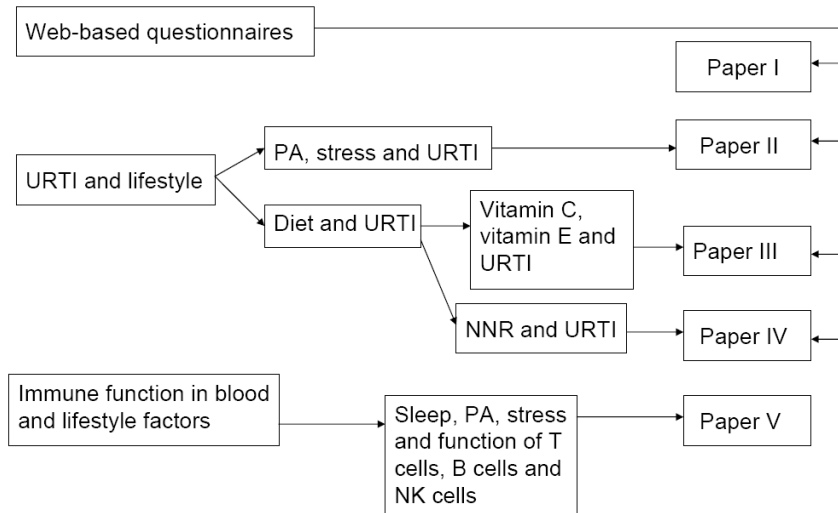 Web-based questionnaires
Paper I
PA, stress and URTI
Paper II
URTI and lifestyle
Diet and URTI
Vitamin C,
vitamin E and
URTI
Paper III
NNR and URTI
Paper IV
Immune function in blood
and lifestyle factors
Sleep, PA, stress
and function of T
cells, B cells and
NK cells
Paper V